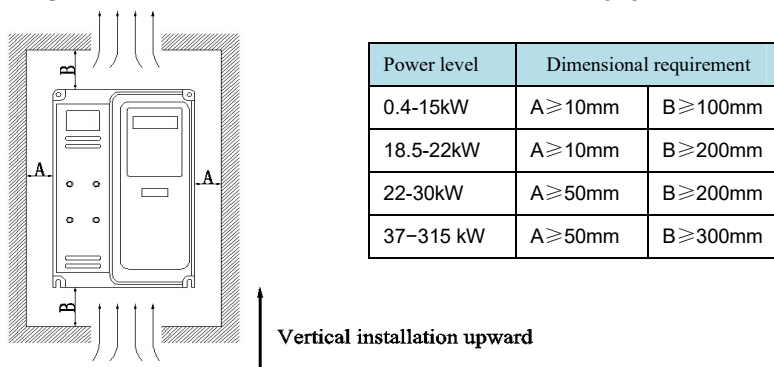 B
A
A
B
Power level Dimensional requirement
0.4-15kW A≥10mm B≥100mm
18.5-22kW A≥10mm B≥200mm
22-30kW A≥50mm B≥200mm
37−315 kW A≥50mm B≥300mm
Vertical installation upward